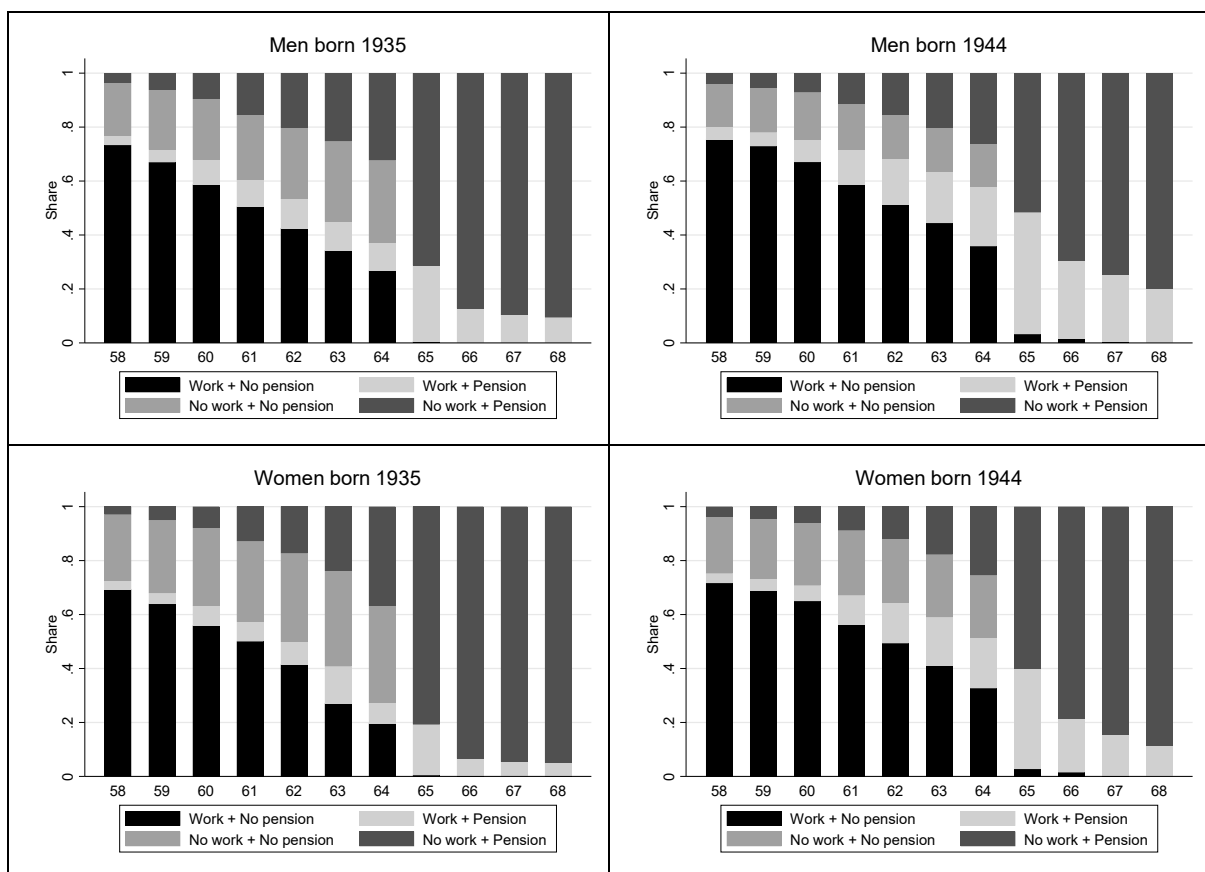 Men born 1935
1
.8
.6
.4
.2
0
Share
58 59 60 61 62 63 64 65 66 67 68
Work + No pension Work + Pension
No work + No pension No work + Pension
Men born 1944
1
.8
.6
.4
.2
0
Share
58 59 60 61 62 63 64 65 66 67 68
Work + No pension Work + Pension
No work + No pension No work + Pension
Women born 1935
1
.8
.6
.4
.2
0
Share
58 59 60 61 62 63 64 65 66 67 68
Work + No pension Work + Pension
No work + No pension No work + Pension
Women born 1944
1
.8
.6
.4
.2
0
Share
58 59 60 61 62 63 64 65 66 67 68
Work + No pension Work + Pension
No work + No pension No work + Pension